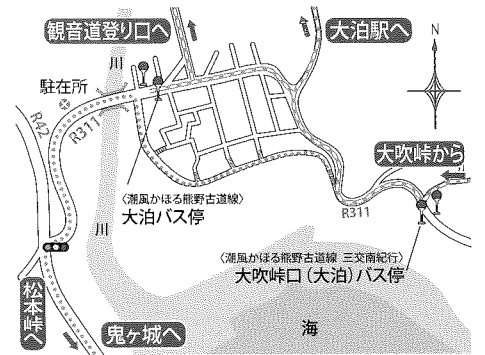 観音道登り口へ
大泊駅へ
N
川
駐在所
R42
R311
大吹峠から
〈潮風かほる熊野古道線〉
大泊バス停
川
R311
〈潮風かほる熊野古道線 三交南紀行〉
大吹峠口（大泊）バス停
松本峠へ
鬼ヶ城へ
海